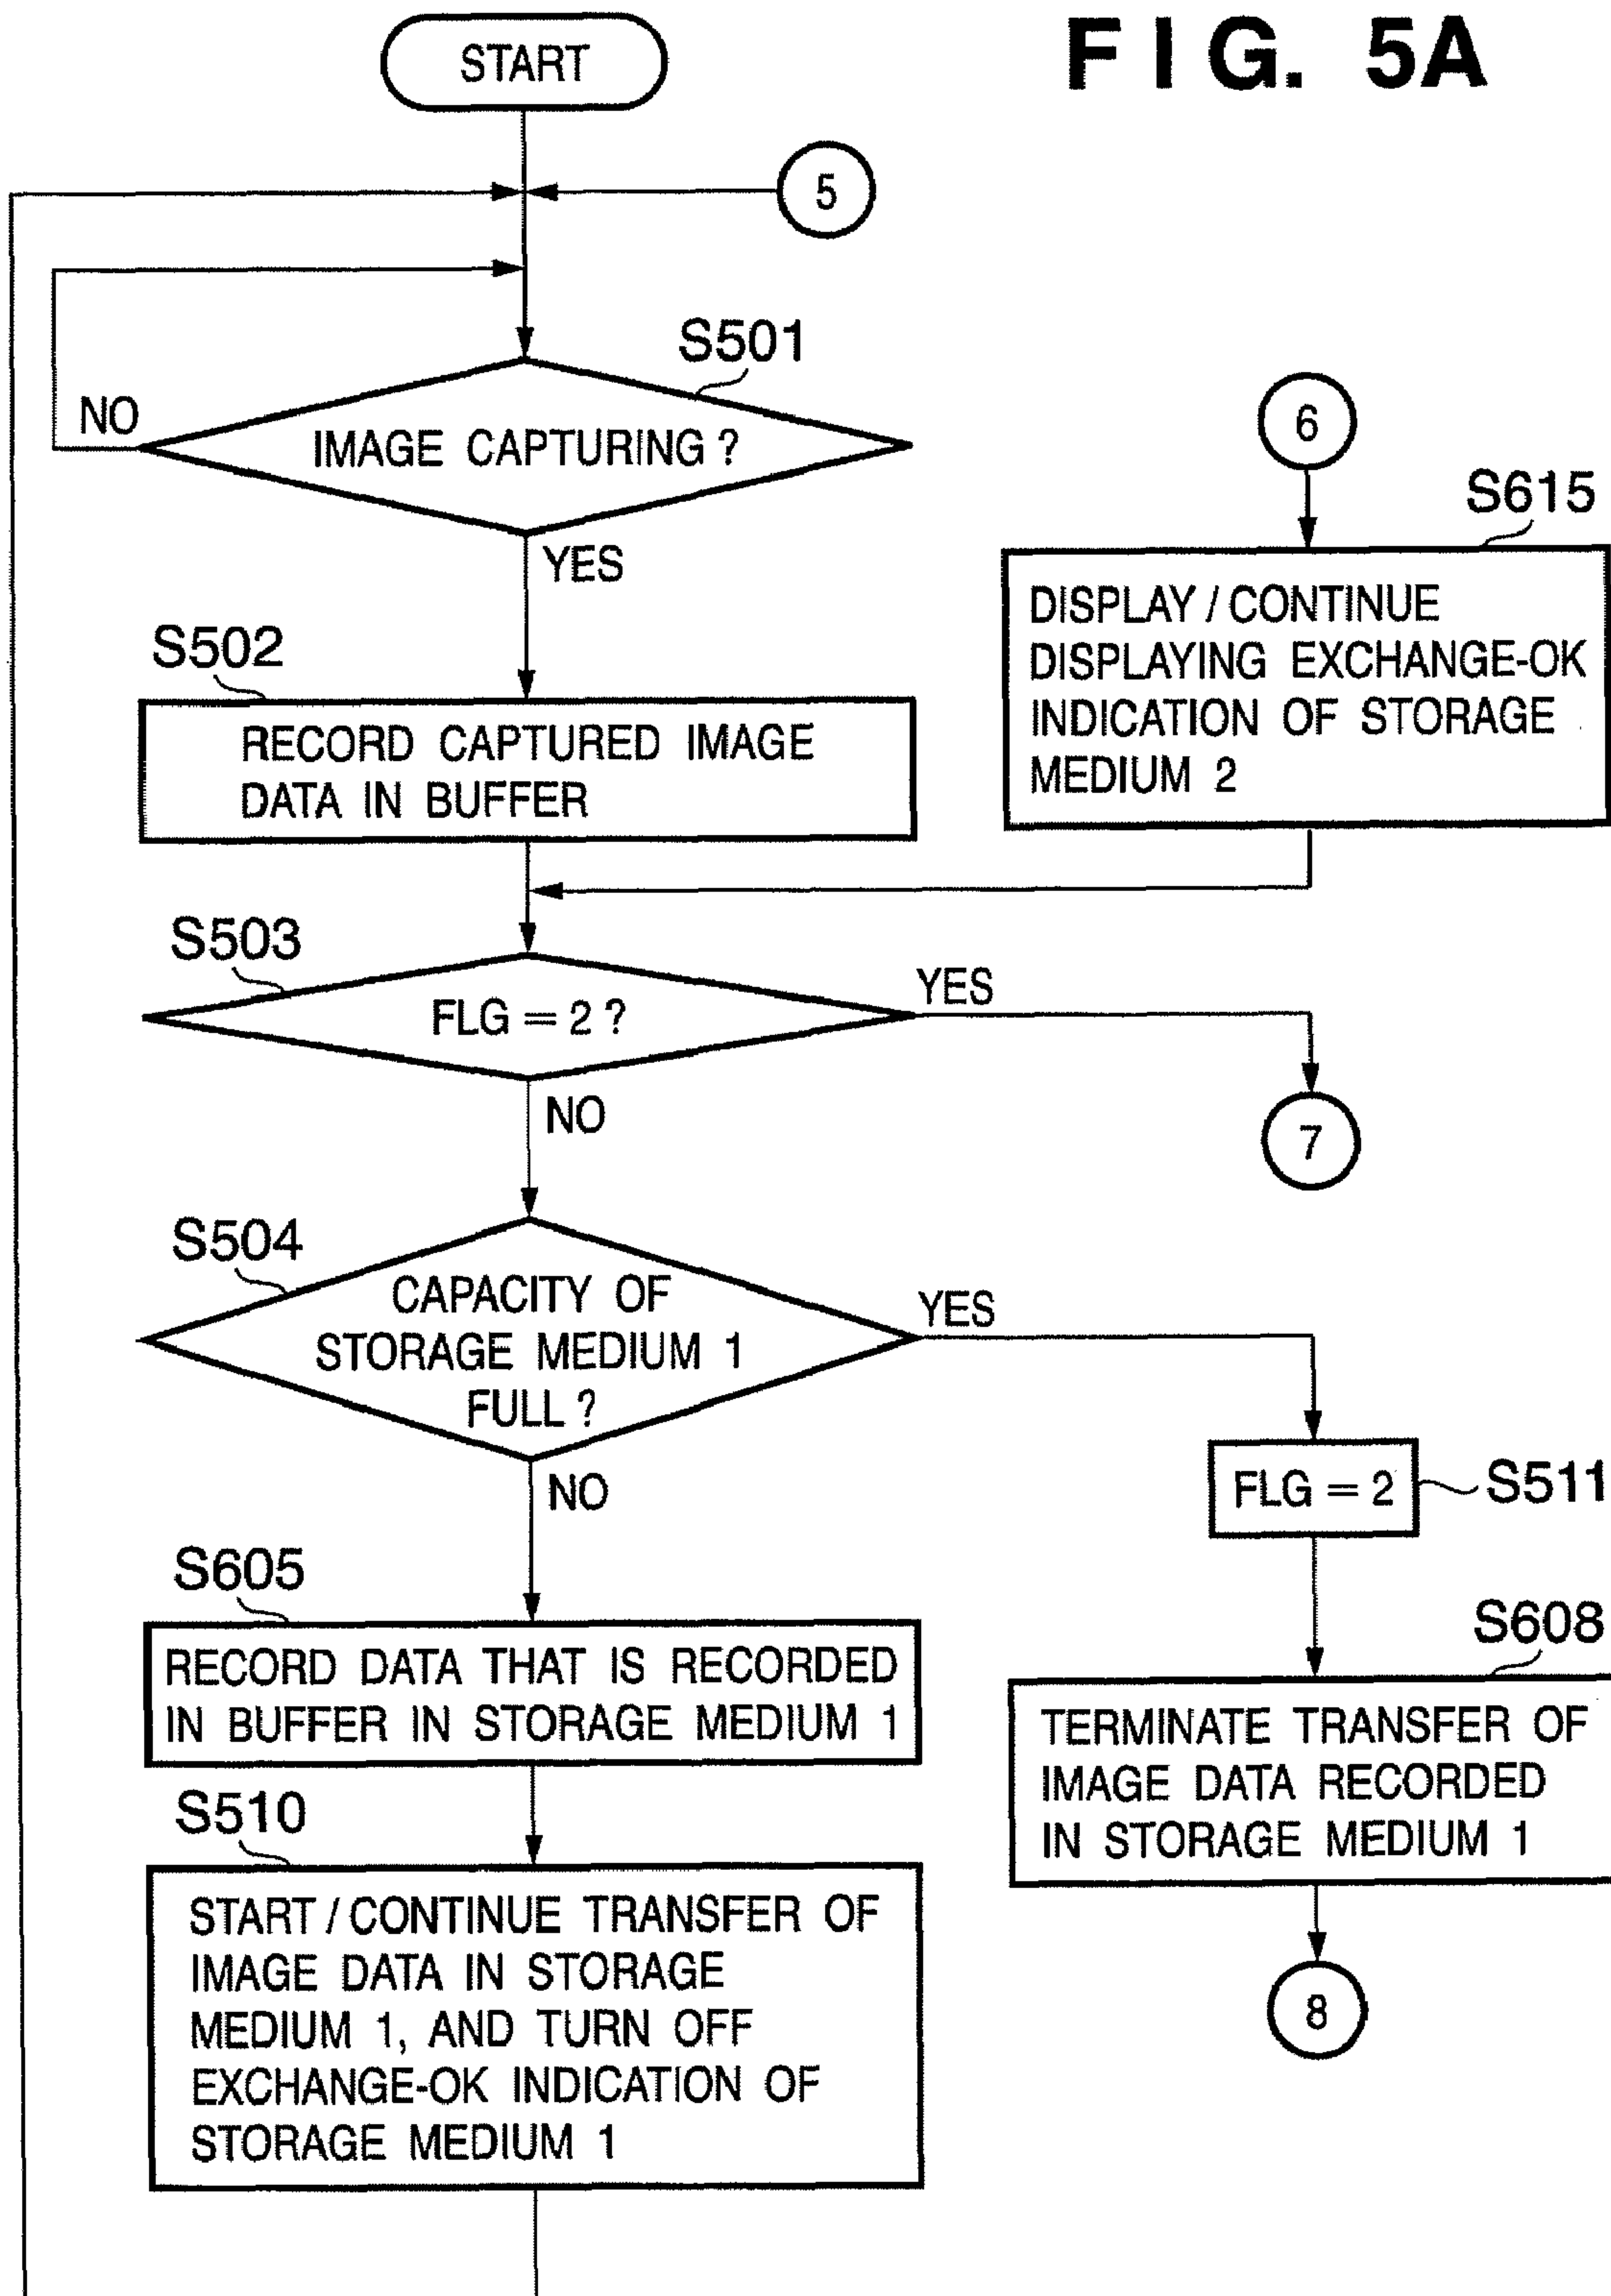 FIG. 5A
START
5
S501
NO
IMAGE CAPTURING ?
YES
6
S615
DISPLAY / CONTINUE
DISPLAYING EXCHANGE-OK
INDICATION OF STORAGE
MEDIUM 2
S502
RECORD CAPTURED IMAGE
DATA IN BUFFER
S503
FLG = 2 ?
YES
NO
7
S504
CAPACITY OF
STORAGE MEDIUM 1
FULL ?
YES
NO
FLG = 2
S511
S605
RECORD DATA THAT IS RECORDED
IN BUFFER IN STORAGE MEDIUM 1
S608
TERMINATE TRANSFER OF
IMAGE DATA RECORDED
IN STORAGE MEDIUM 1
8
S510
START / CONTINUE TRANSFER OF
IMAGE DATA IN STORAGE
MEDIUM 1, AND TURN OFF
EXCHANGE-OK INDICATION OF
STORAGE MEDIUM 1